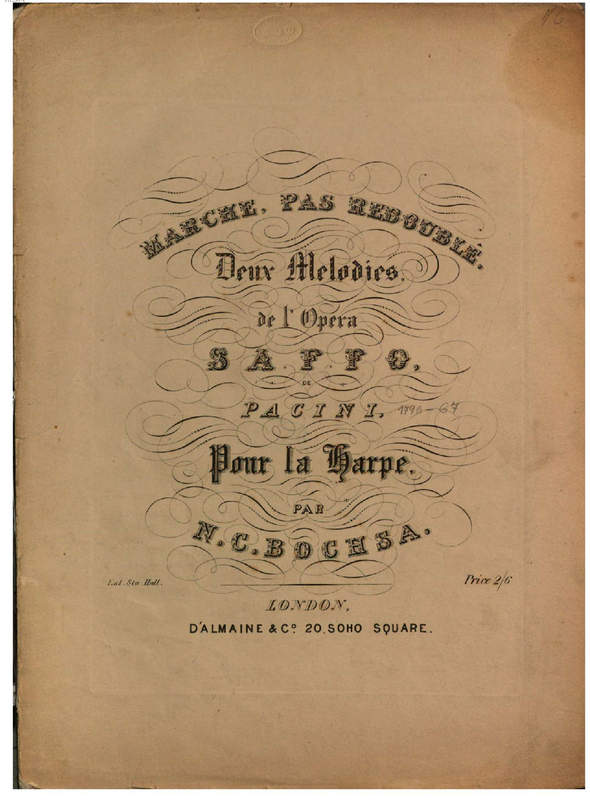 MARCHE, PAS REDOUBLÉ.
Deux Mélodies.
de l'Opera
SAFFO,
DE
PACINI, 1796-67
Pour la Harpe.
PAR
N. C. BOCHSA.
Ent. Sta. Hall. Price 2/6
LONDON,
D'ALMAINE & Co. 20, SOHO SQUARE.